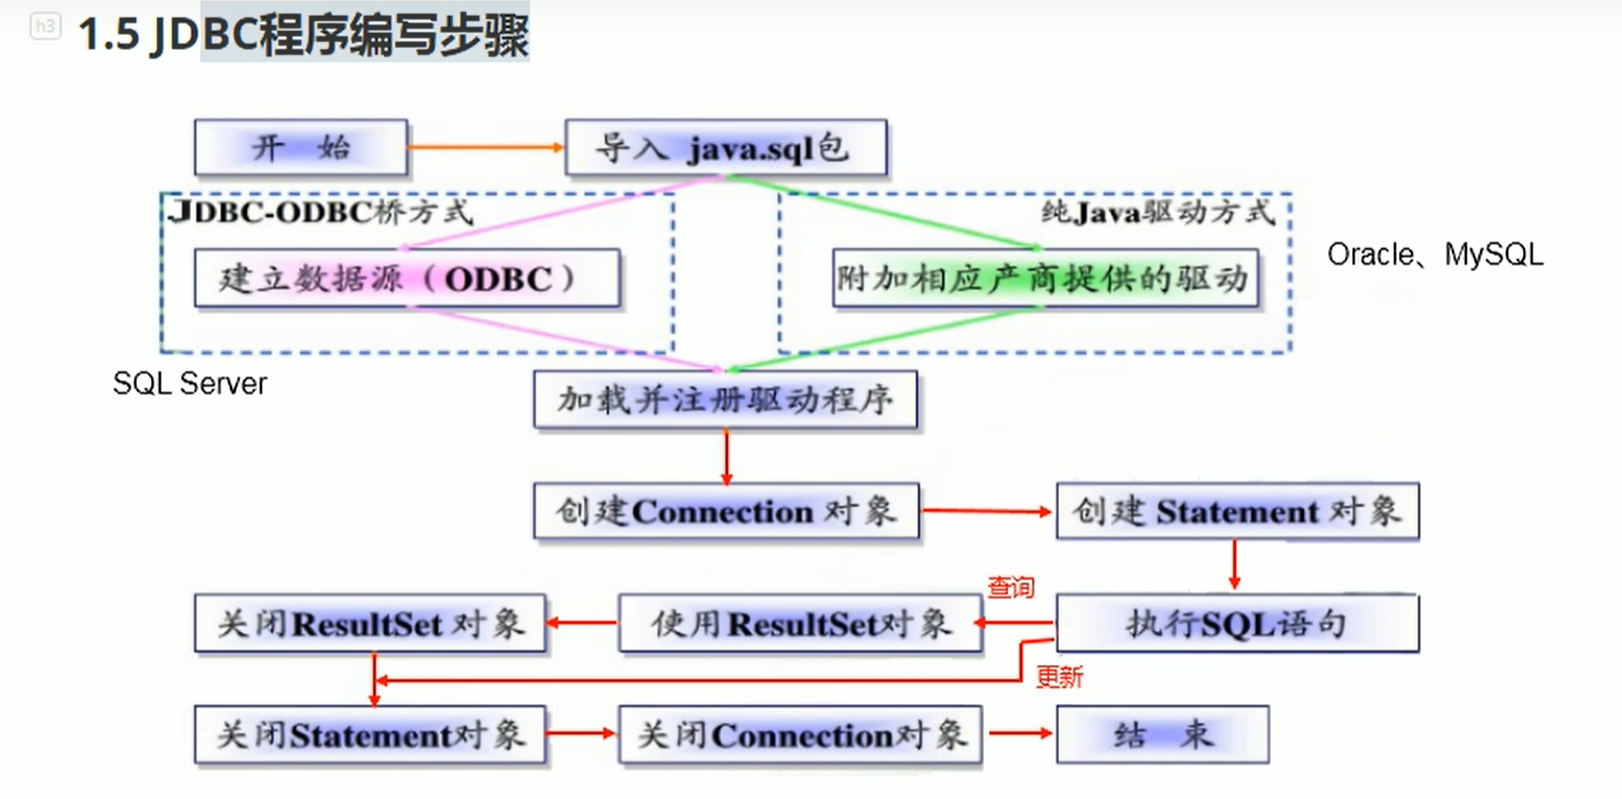 h3
1.5 JDBC程序编写步骤
开 始
导入 java.sql包
JDBC-ODBC桥方式
纯Java驱动方式
建立数据源（ODBC）
附加相应产商提供的驱动
Oracle、MySQL
SQL Server
加载并注册驱动程序
创建Connection 对象
创建 Statement 对象
查询
关闭ResultSet 对象
使用ResultSet对象
执行SQL语句
更新
关闭Statement对象
关闭Connection对象
结 束